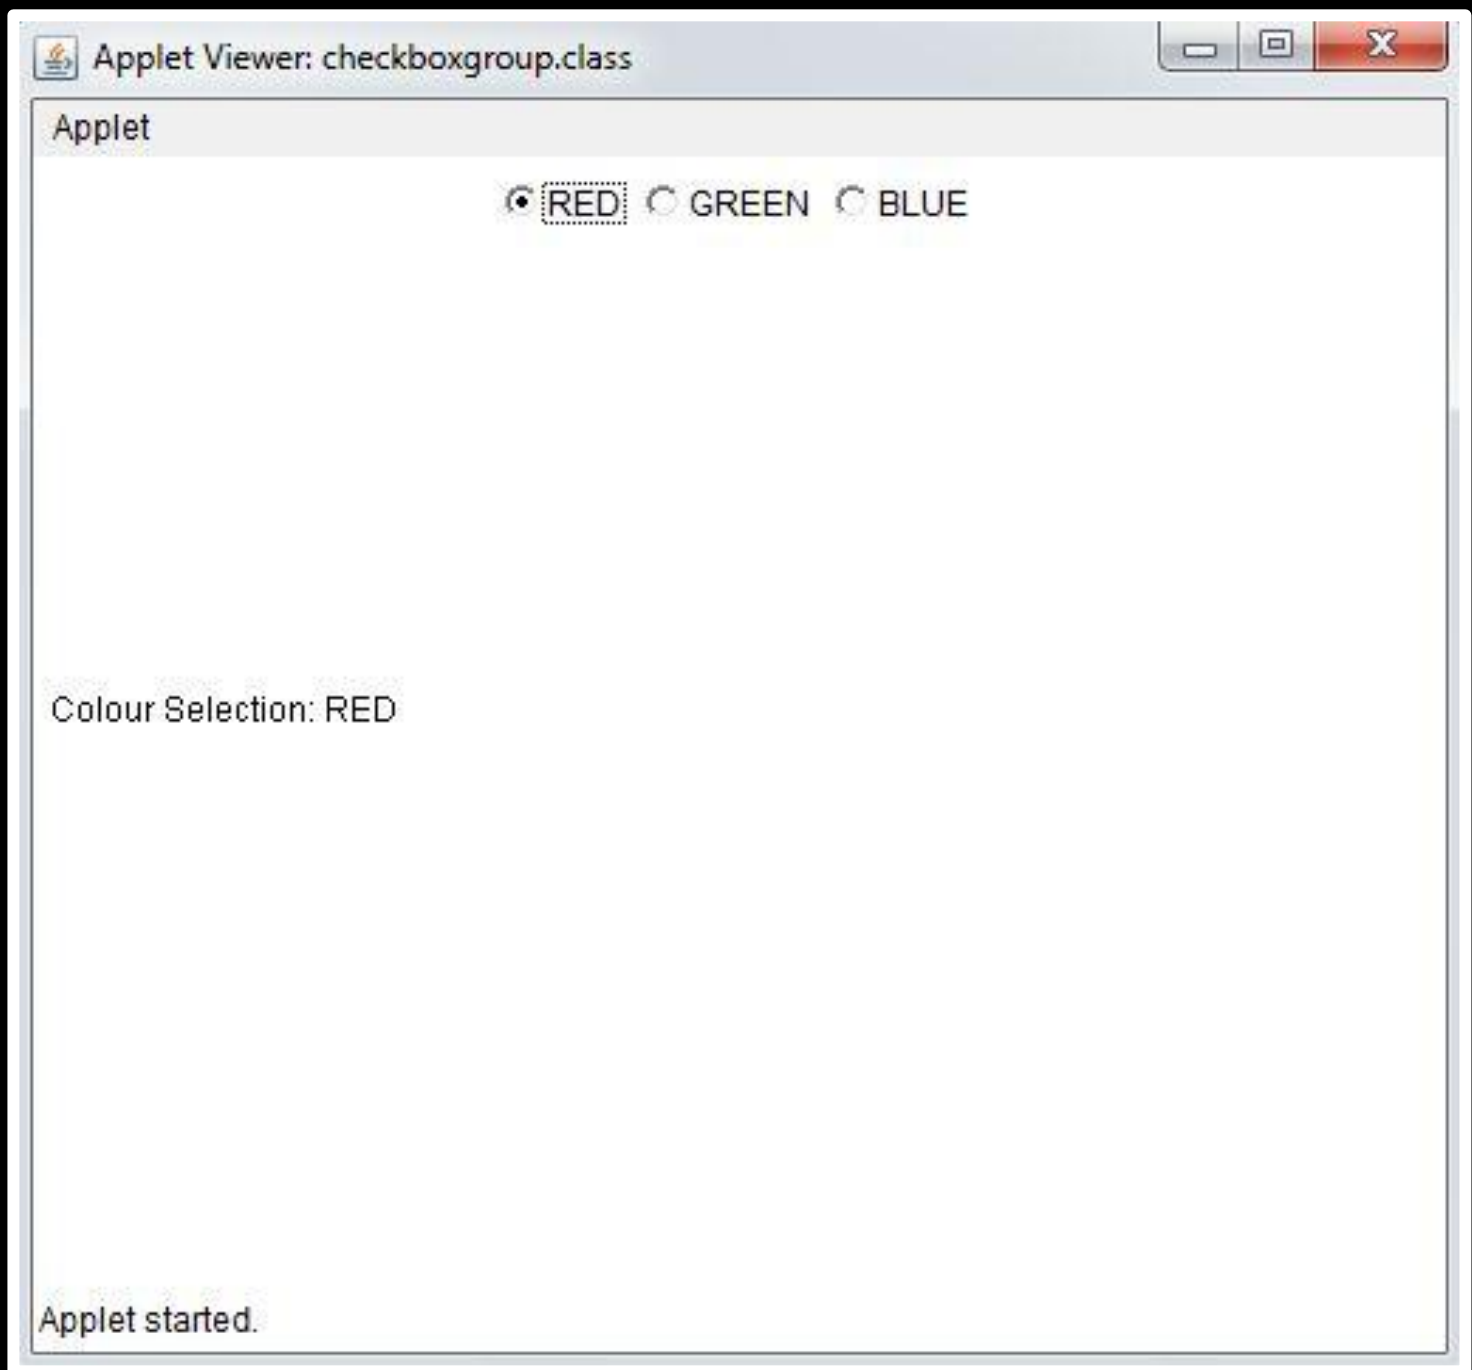 Applet Viewer: checkboxgroup.class
Applet
RED GREEN BLUE
Colour Selection: RED
Applet started.